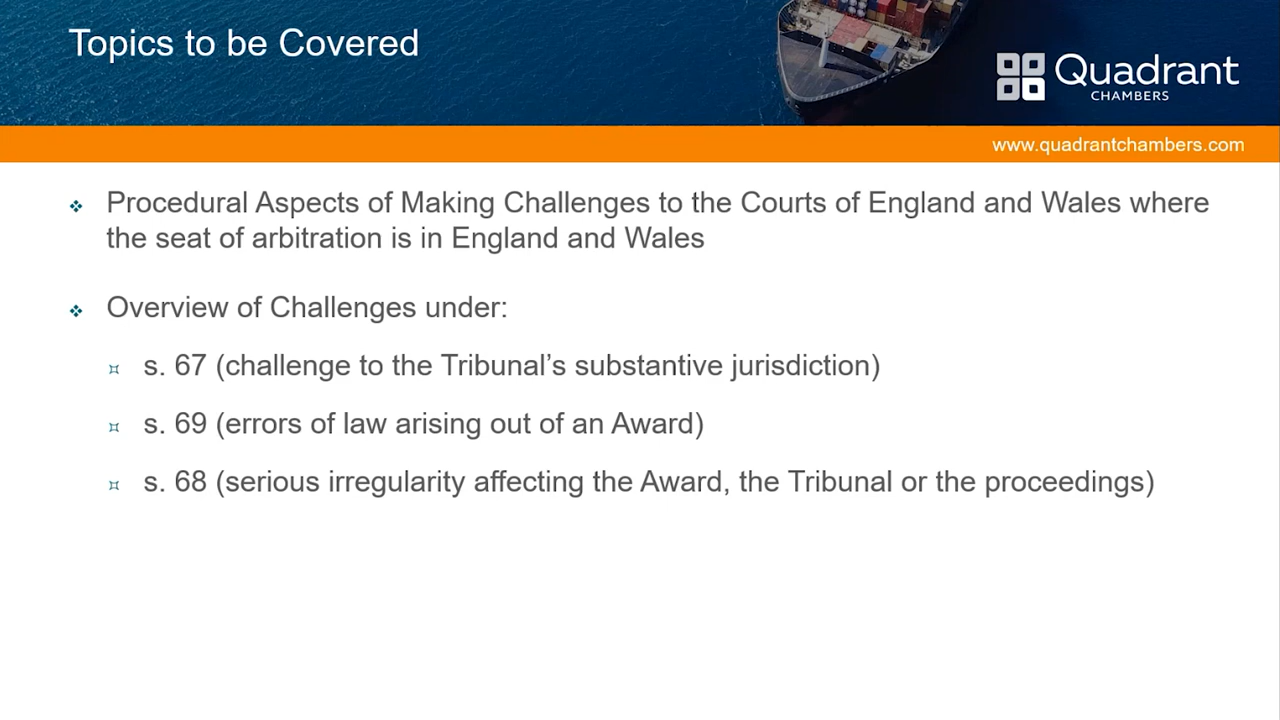 Topics to be Covered
Quadrant
CHAMBERS
www.quadrantchambers.com
Procedural Aspects of Making Challenges to the Courts of England and Wales where
the seat of arbitration is in England and Wales
Overview of Challenges under:
s. 67 (challenge to the Tribunal’s substantive jurisdiction)
s. 69 (errors of law arising out of an Award)
s. 68 (serious irregularity affecting the Award, the Tribunal or the proceedings)